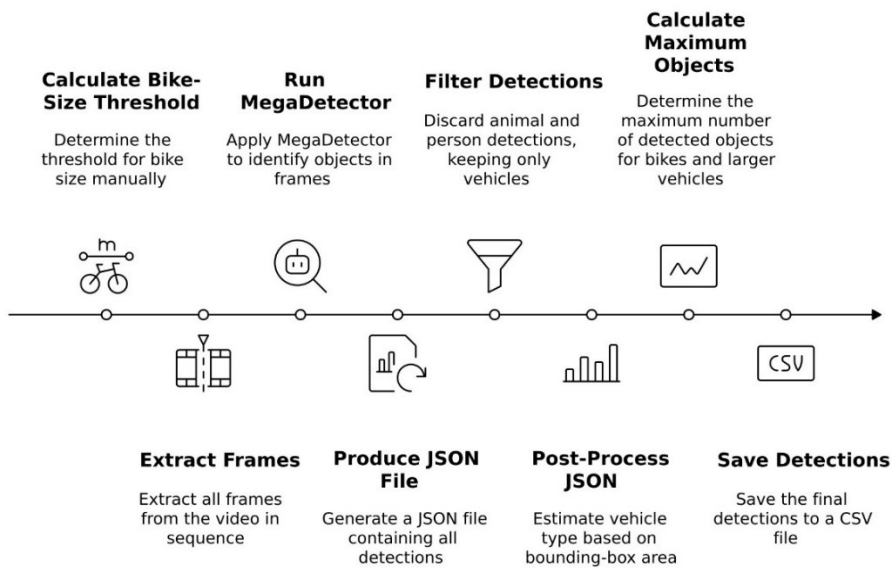 Calculate Bike-
Size Threshold
Determine the
threshold for bike
size manually
m
Extract Frames
Extract all frames
from the video in
sequence
Run
MegaDetector
Apply MegaDetector
to identify objects in
frames
Produce JSON
File
Generate a JSON file
containing all
detections
Filter Detections
Discard animal and
person detections,
keeping only
vehicles
Post-Process
JSON
Estimate vehicle
type based on
bounding-box area
Calculate
Maximum
Objects
Determine the
maximum number
of detected objects
for bikes and larger
vehicles
CSV
Save Detections
Save the final
detections to a CSV
file